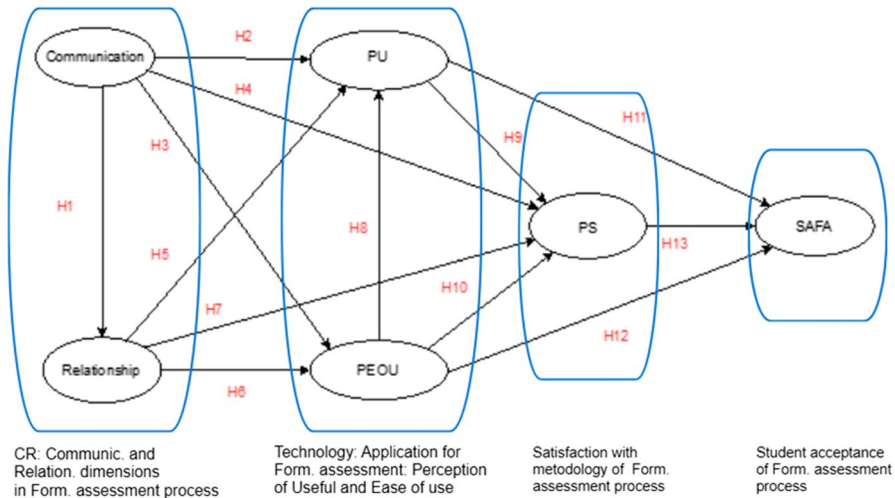 Communication
H2
PU
H4
H11
H9
H3
H1
PS
SAFA
H8
H13
H5
H10
H7
H12
Relationship
PEOU
H6
CR: Communic. and
Relation. dimensions
in Form. assessment process
Technology: Application for
Form. assessment: Perception
of Useful and Ease of use
Satisfaction with
metodology of Form.
assessment process
Student acceptance
of Form. assessment
process